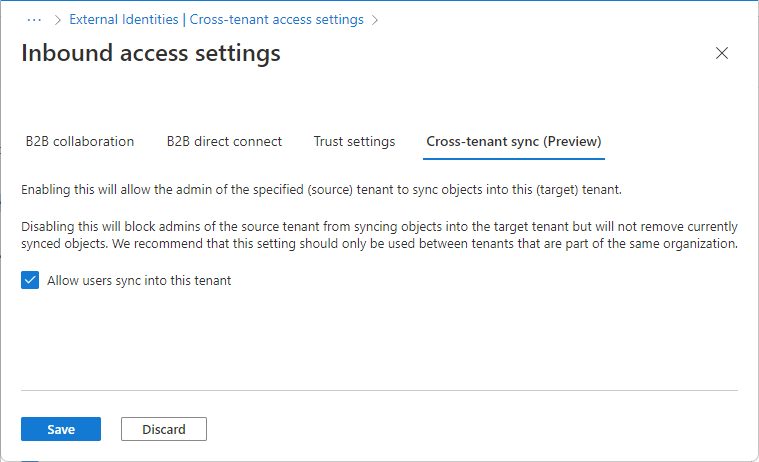 ··· > External Identities | Cross-tenant access settings >
Inbound access settings
B2B collaboration B2B direct connect Trust settings Cross-tenant sync (Preview)
Enabling this will allow the admin of the specified (source) tenant to sync objects into this (target) tenant.
Disabling this will block admins of the source tenant from syncing objects into the target tenant but will not remove currently
synced objects. We recommend that this setting should only be used between tenants that are part of the same organization.
Allow users sync into this tenant
Save Discard